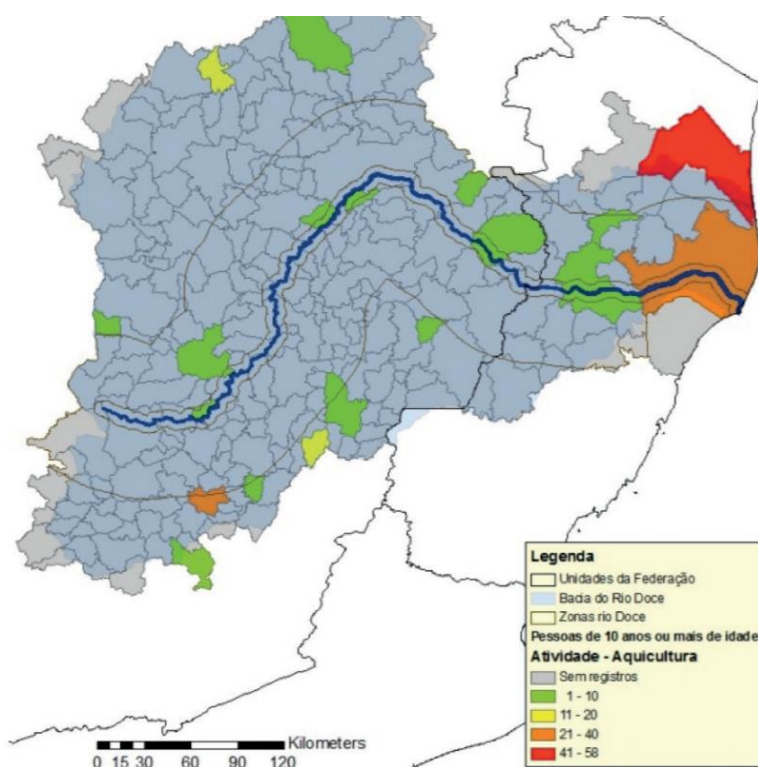 Legenda
Unidades da Federação
Bacia do Rio Doce
Zonas rio Doce
Pessoas de 10 anos ou mais de idade
Atividade - Aquicultura
Sem registros
1 - 10
11 - 20
21 - 40
41 - 58
Kilometers
0 15 30 60 90 120